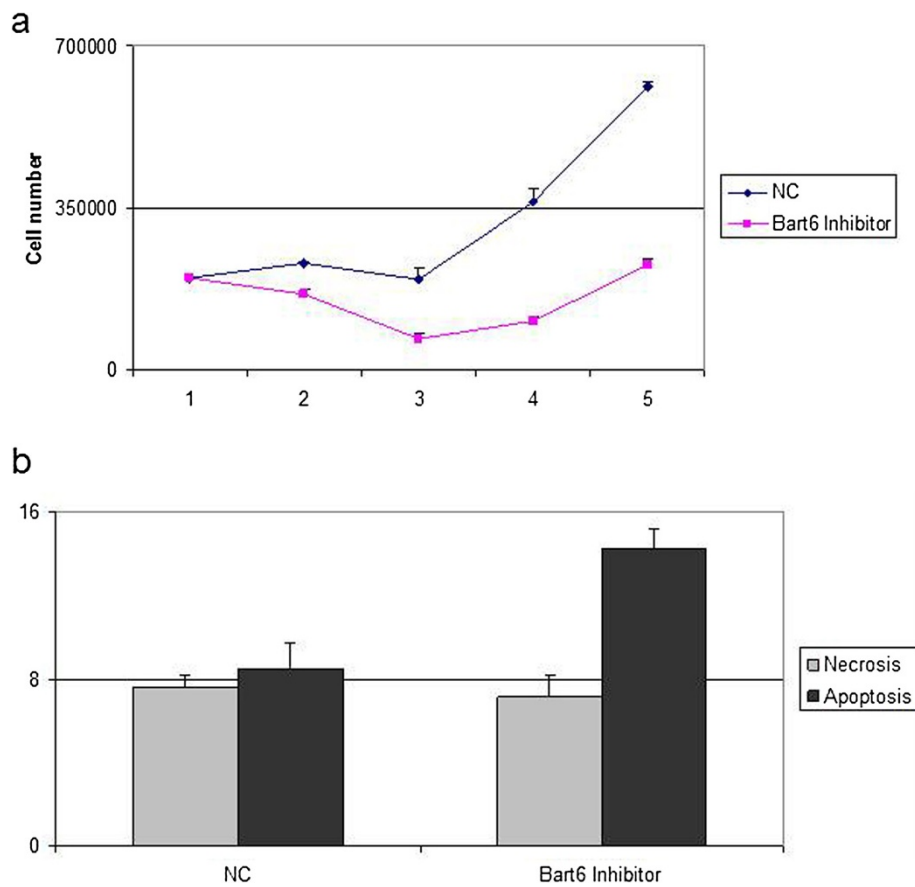 a
700000
350000
0
Cell number
1 2 3 4 5
NC
Bart6 Inhibitor
b
16
8
0
NC Bart6 Inhibitor
Necrosis
Apoptosis